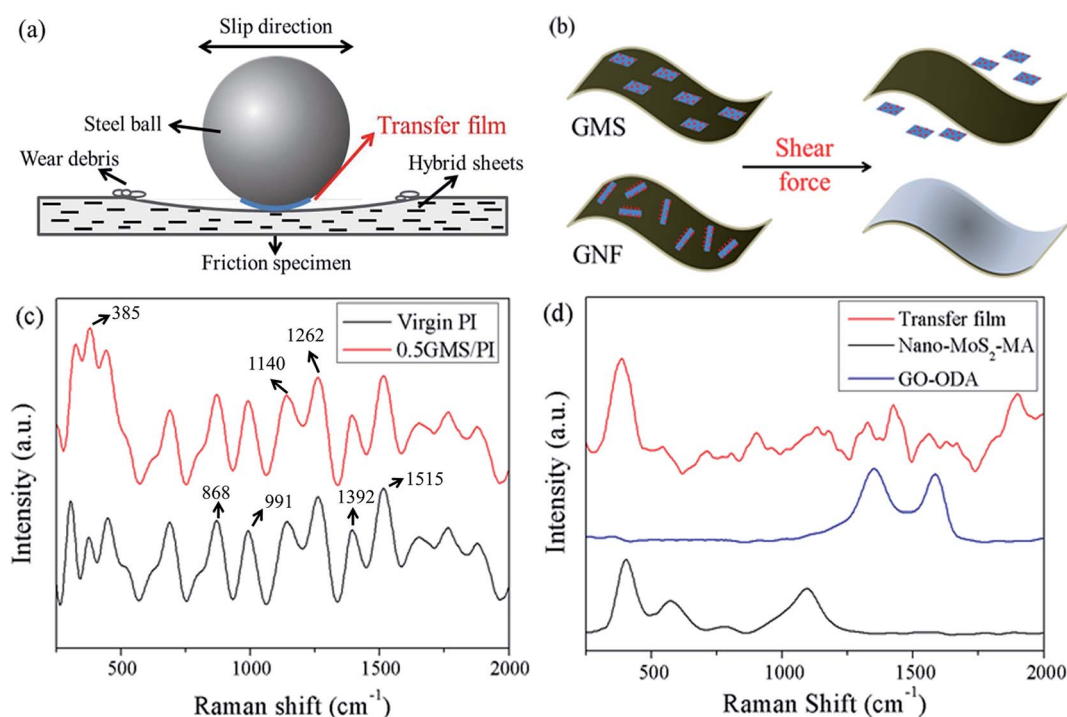 (a)
Slip direction
Steel ball
Transfer film
Wear debris
Hybrid sheets
Friction specimen
(b)
GMS
Shear
force
GNF
(c)
385
Virgin PI
0.5GMS/PI
1262
1140
868
991
1392
1515
Intensity (a.u.)
500
1000
1500
2000
Raman shift (cm⁻¹)
(d)
Transfer film
Nano-MoS₂-MA
GO-ODA
Intensity (a.u.)
500
1000
1500
2000
Raman Shift (cm⁻¹)